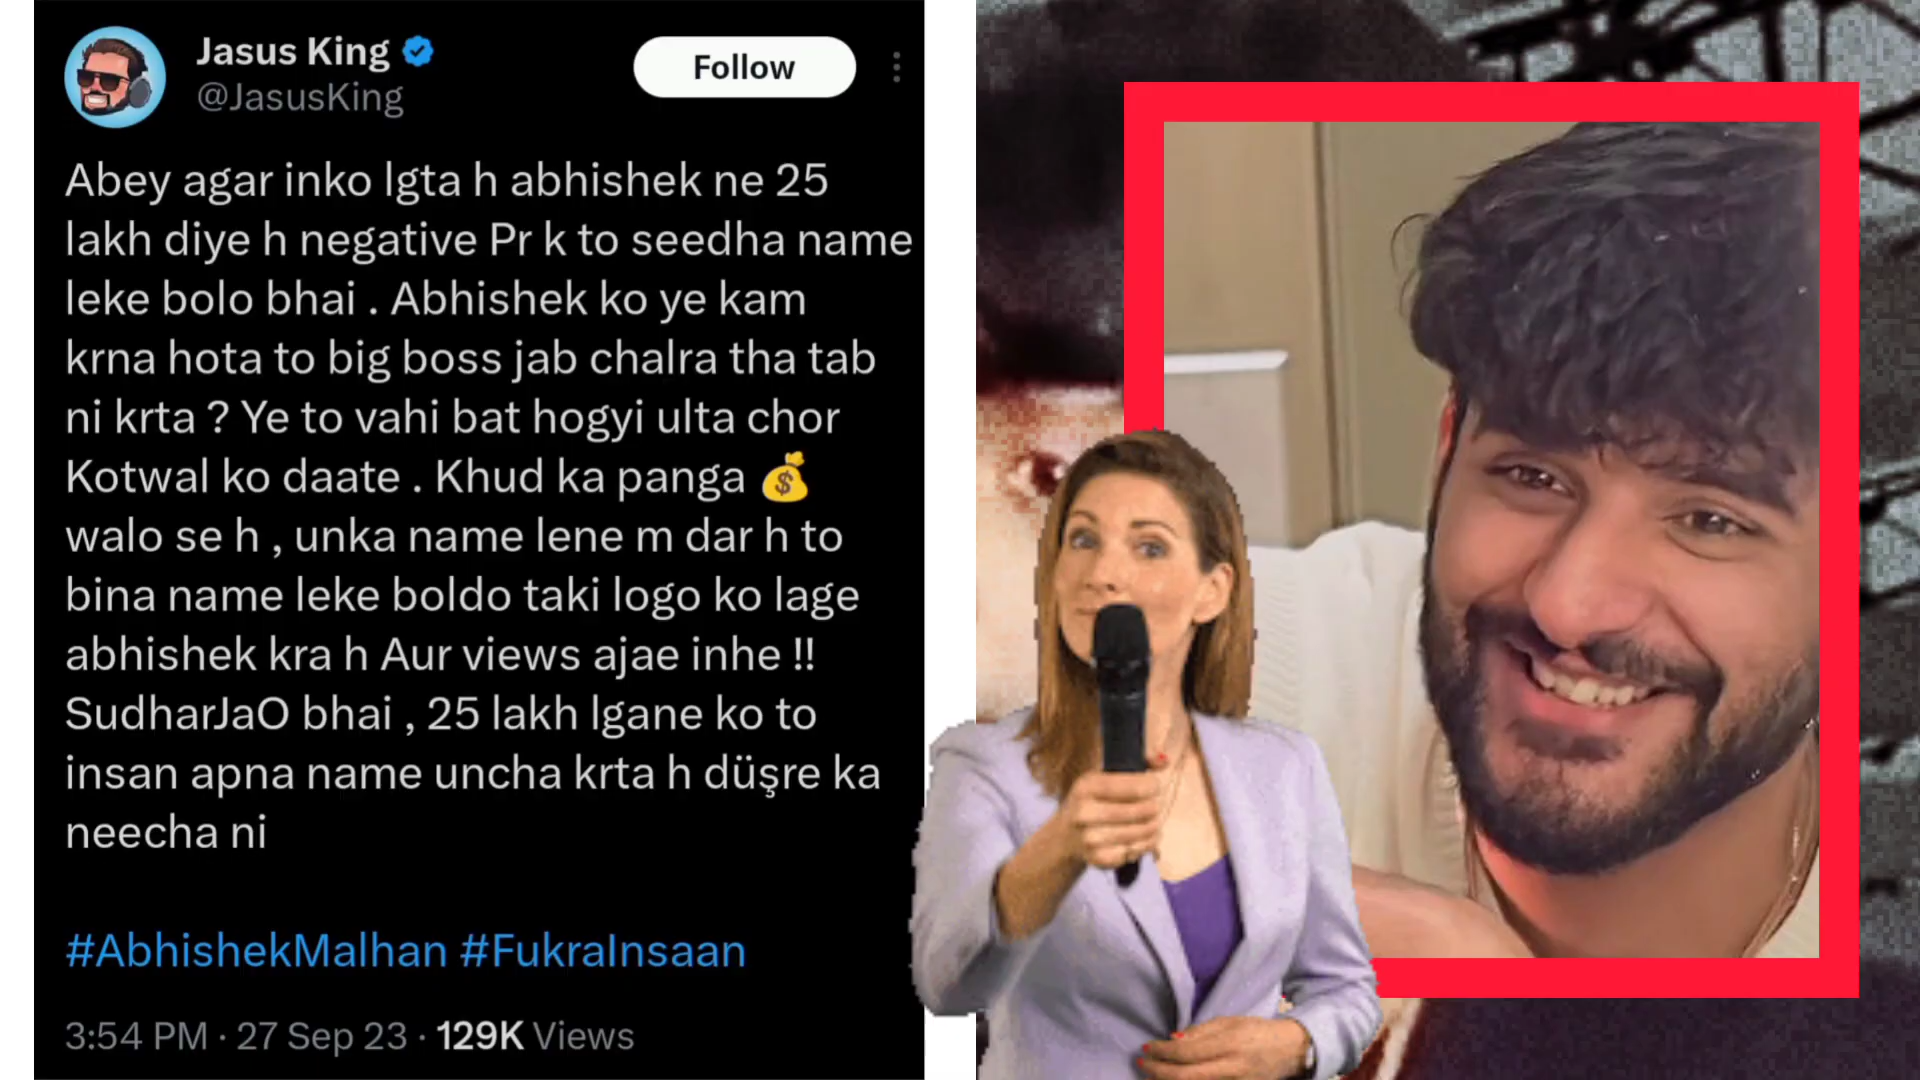 Jasus King
Follow
@JasusKing
Abey agar inko lgta h abhishek ne 25
lakh diye h negative Pr k to seedha name
leke bolo bhai . Abhishek ko ye kam
krna hota to big boss jab chalra tha tab
ni krta ? Ye to vahi bat hogyi ulta chor
Kotwal ko daate . Khud ka panga 💰
walo se h , unka name lene m dar h to
bina name leke boldo taki logo ko lage
abhishek kra h Aur views ajae inhe !!
SudharJaO bhai , 25 lakh lgane ko to
insan apna name uncha krta h düşre ka
neecha ni
#AbhishekMalhan #FukraInsaan
3:54 PM · 27 Sep 23 · 129K Views